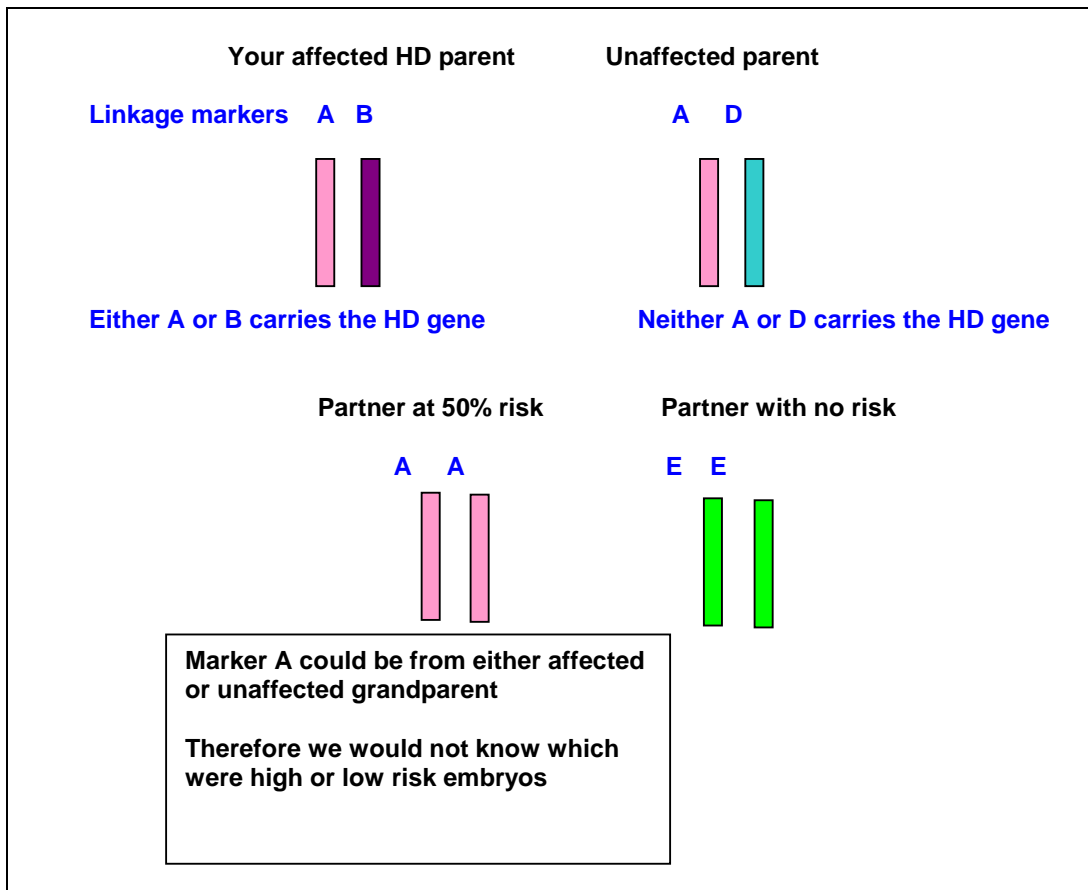 Your affected HD parent Unaffected parent
Linkage markers A B A D
Either A or B carries the HD gene Neither A or D carries the HD gene
Partner at 50% risk Partner with no risk
A A E E
Marker A could be from either affected
or unaffected grandparent
Therefore we would not know which
were high or low risk embryos